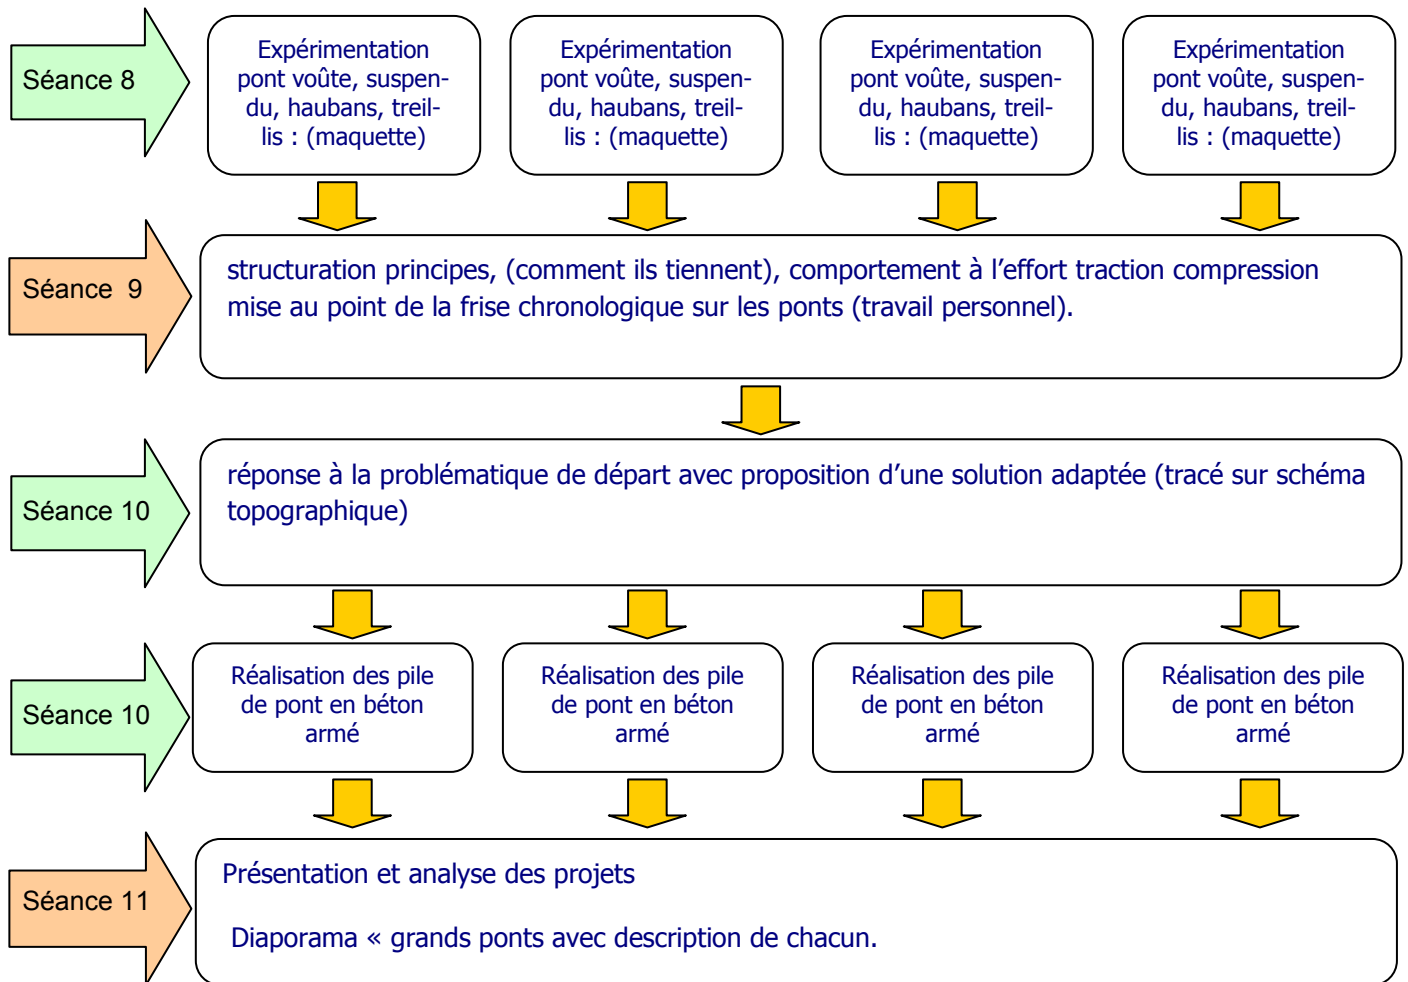 Séance 8
Expérimentation
pont voûte, suspen-
du, haubans, treil-
lis : (maquette)
Expérimentation
pont voûte, suspen-
du, haubans, treil-
lis : (maquette)
Expérimentation
pont voûte, suspen-
du, haubans, treil-
lis : (maquette)
Expérimentation
pont voûte, suspen-
du, haubans, treil-
lis : (maquette)
Séance 9
structuration principes, (comment ils tiennent), comportement à l’effort traction compression
mise au point de la frise chronologique sur les ponts (travail personnel).
Séance 10
réponse à la problématique de départ avec proposition d’une solution adaptée (tracé sur schéma
topographique)
Séance 10
Réalisation des pile
de pont en béton
armé
Réalisation des pile
de pont en béton
armé
Réalisation des pile
de pont en béton
armé
Réalisation des pile
de pont en béton
armé
Séance 11
Présentation et analyse des projets
Diaporama « grands ponts avec description de chacun.